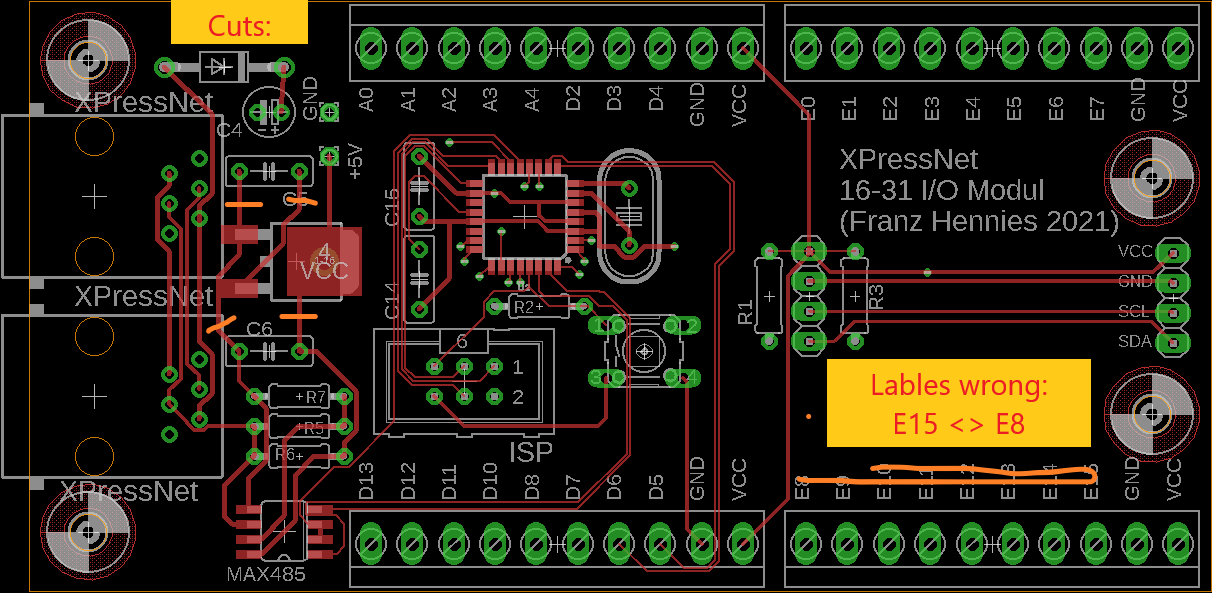 Cuts:
XPressNet
GND
C4
+5V
A0
A1
A2
A3
A4
D2
D3
D4
GND
VCC
E0
E1
E2
E3
E4
E5
E6
E7
GND
VCC
XPressNet
16-31 I/O Modul
(Franz Hennies 2021)
C15
4
VCC
XPressNet
C14
R2+
C6
R1
R3
VCC
GND
SCL
SDA
1
2
3
4
6
1
2
+R7
+R5
R6+
ISP
Lables wrong:
E15 <> E8
XPressNet
D13
D12
D11
D10
D8
D7
D6
D5
GND
VCC
E8
E9
E10
E11
E12
E13
E14
E15
GND
VCC
MAX485